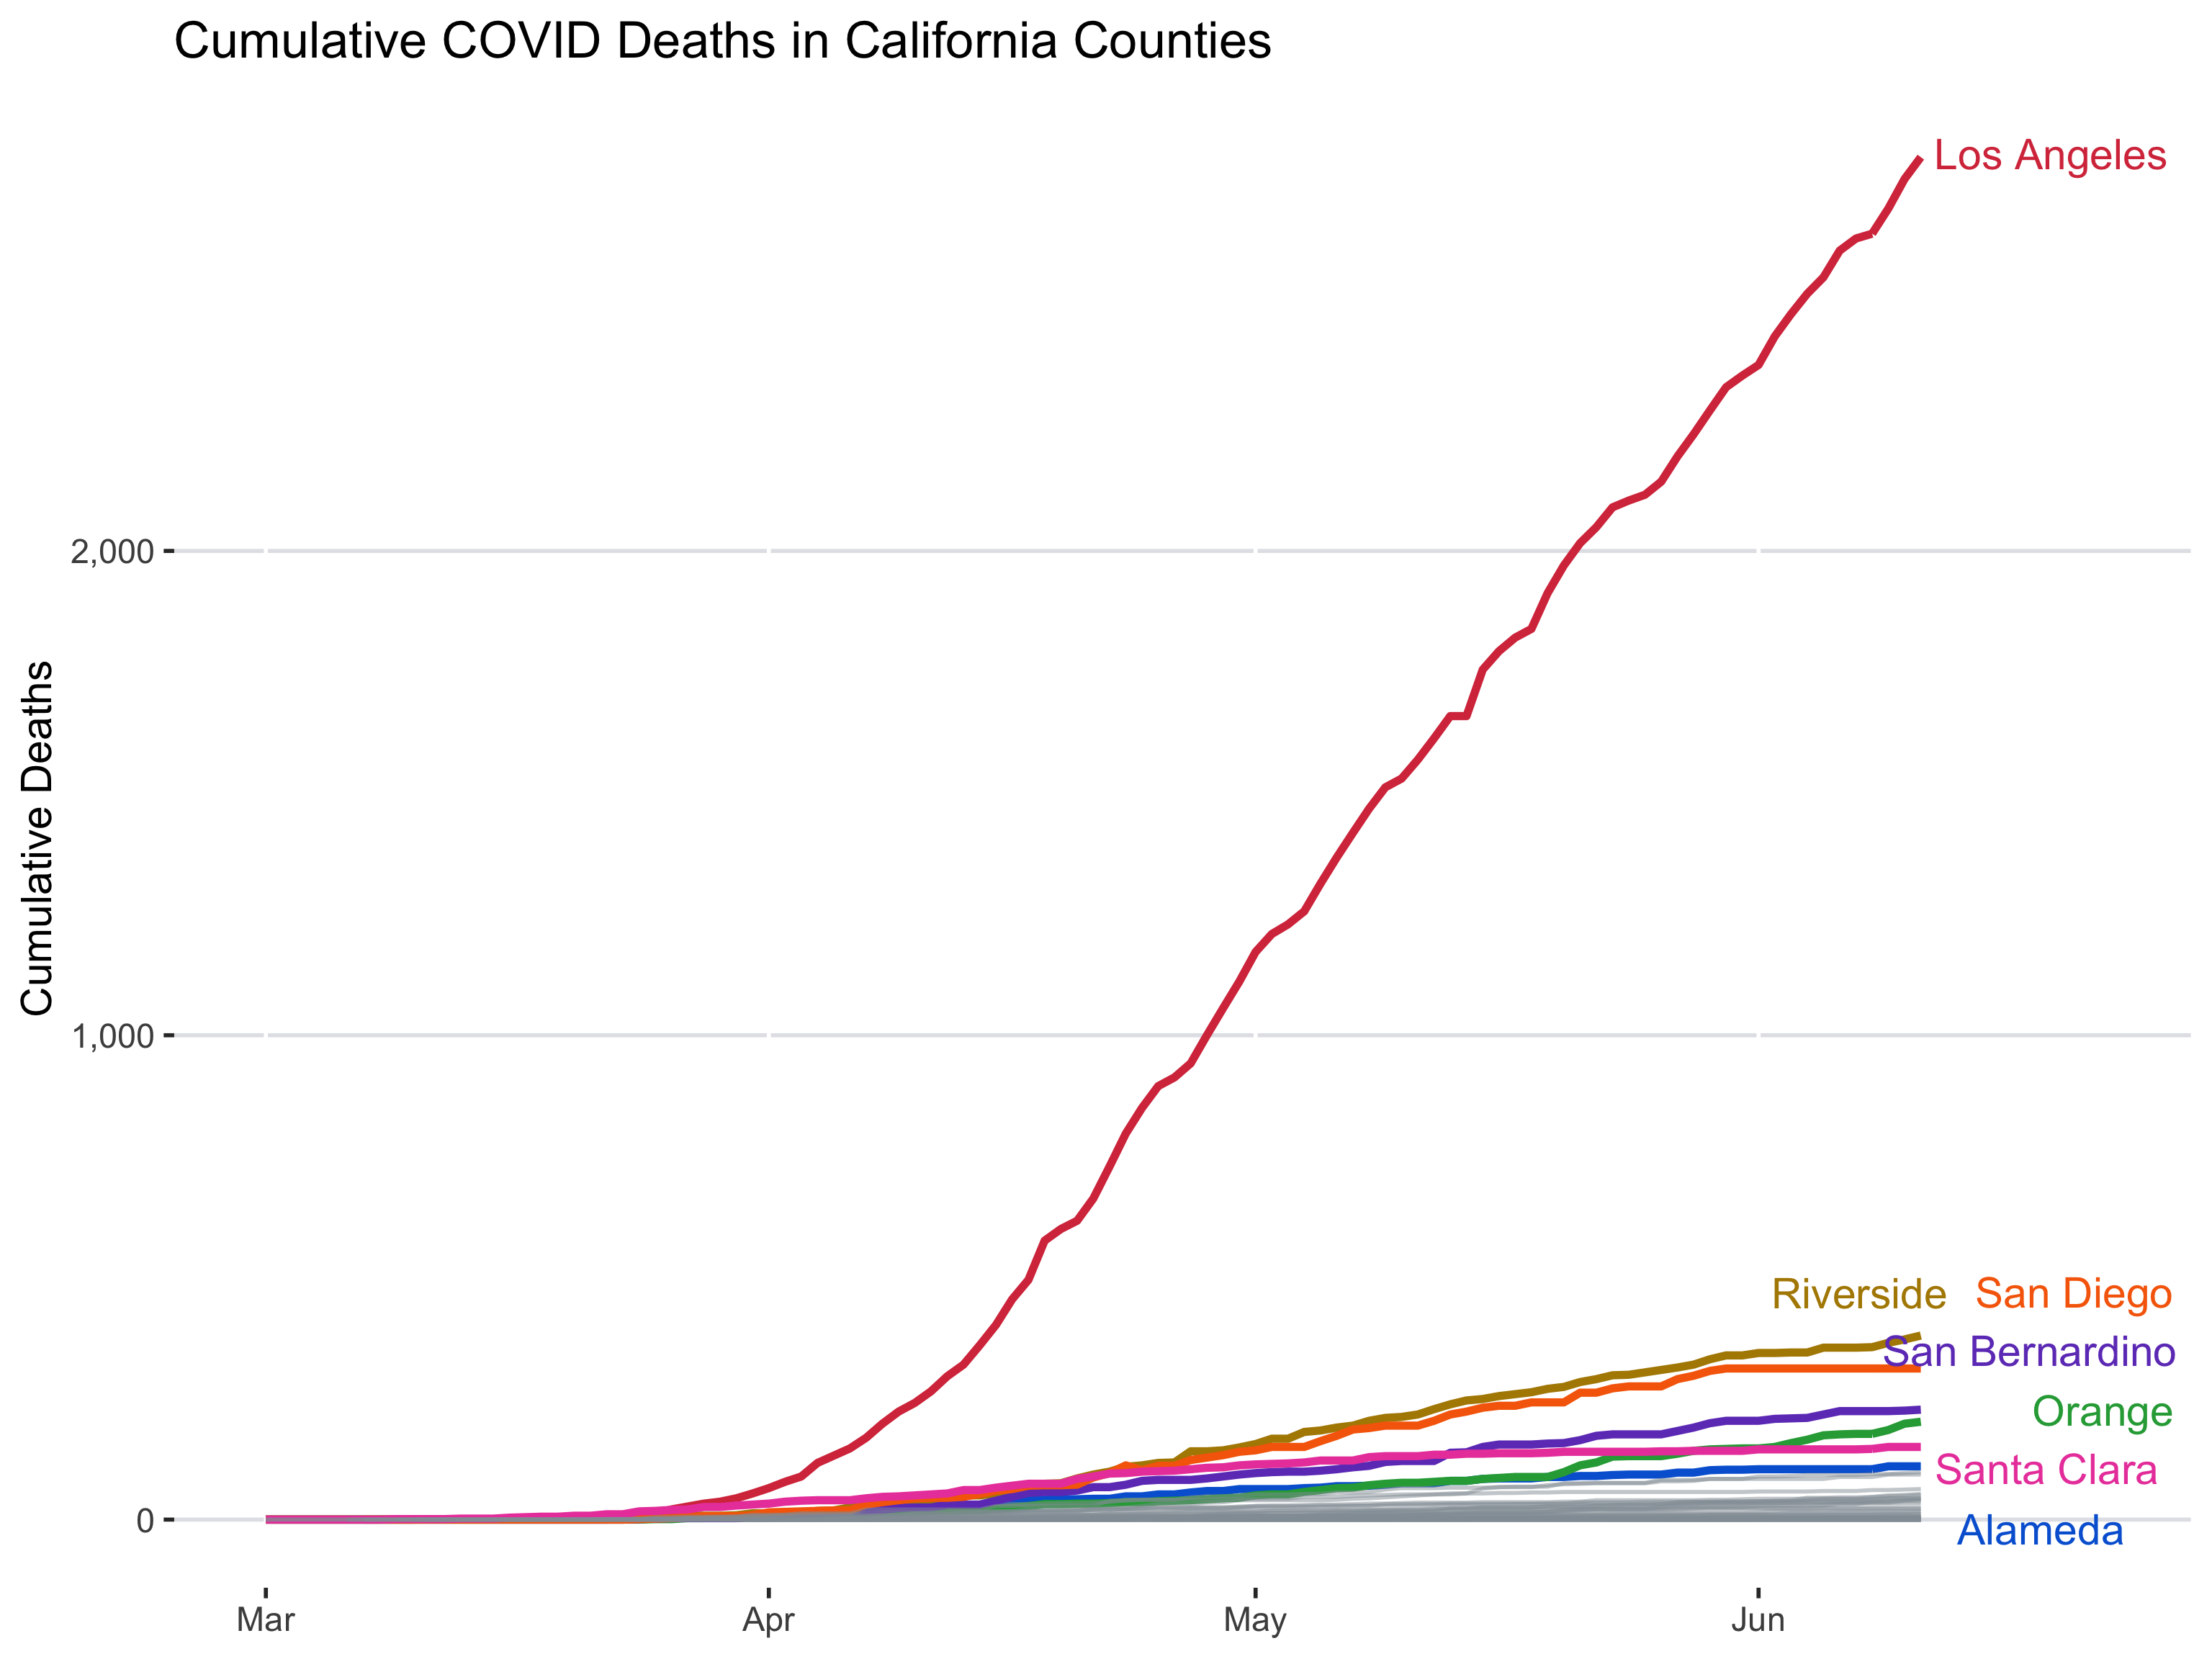 Cumulative COVID Deaths in California Counties
Los Angeles
2,000
Cumulative Deaths
1,000
Riverside
San Diego
San Bernardino
Orange
Santa Clara
0
Alameda
Mar
Apr
May
Jun